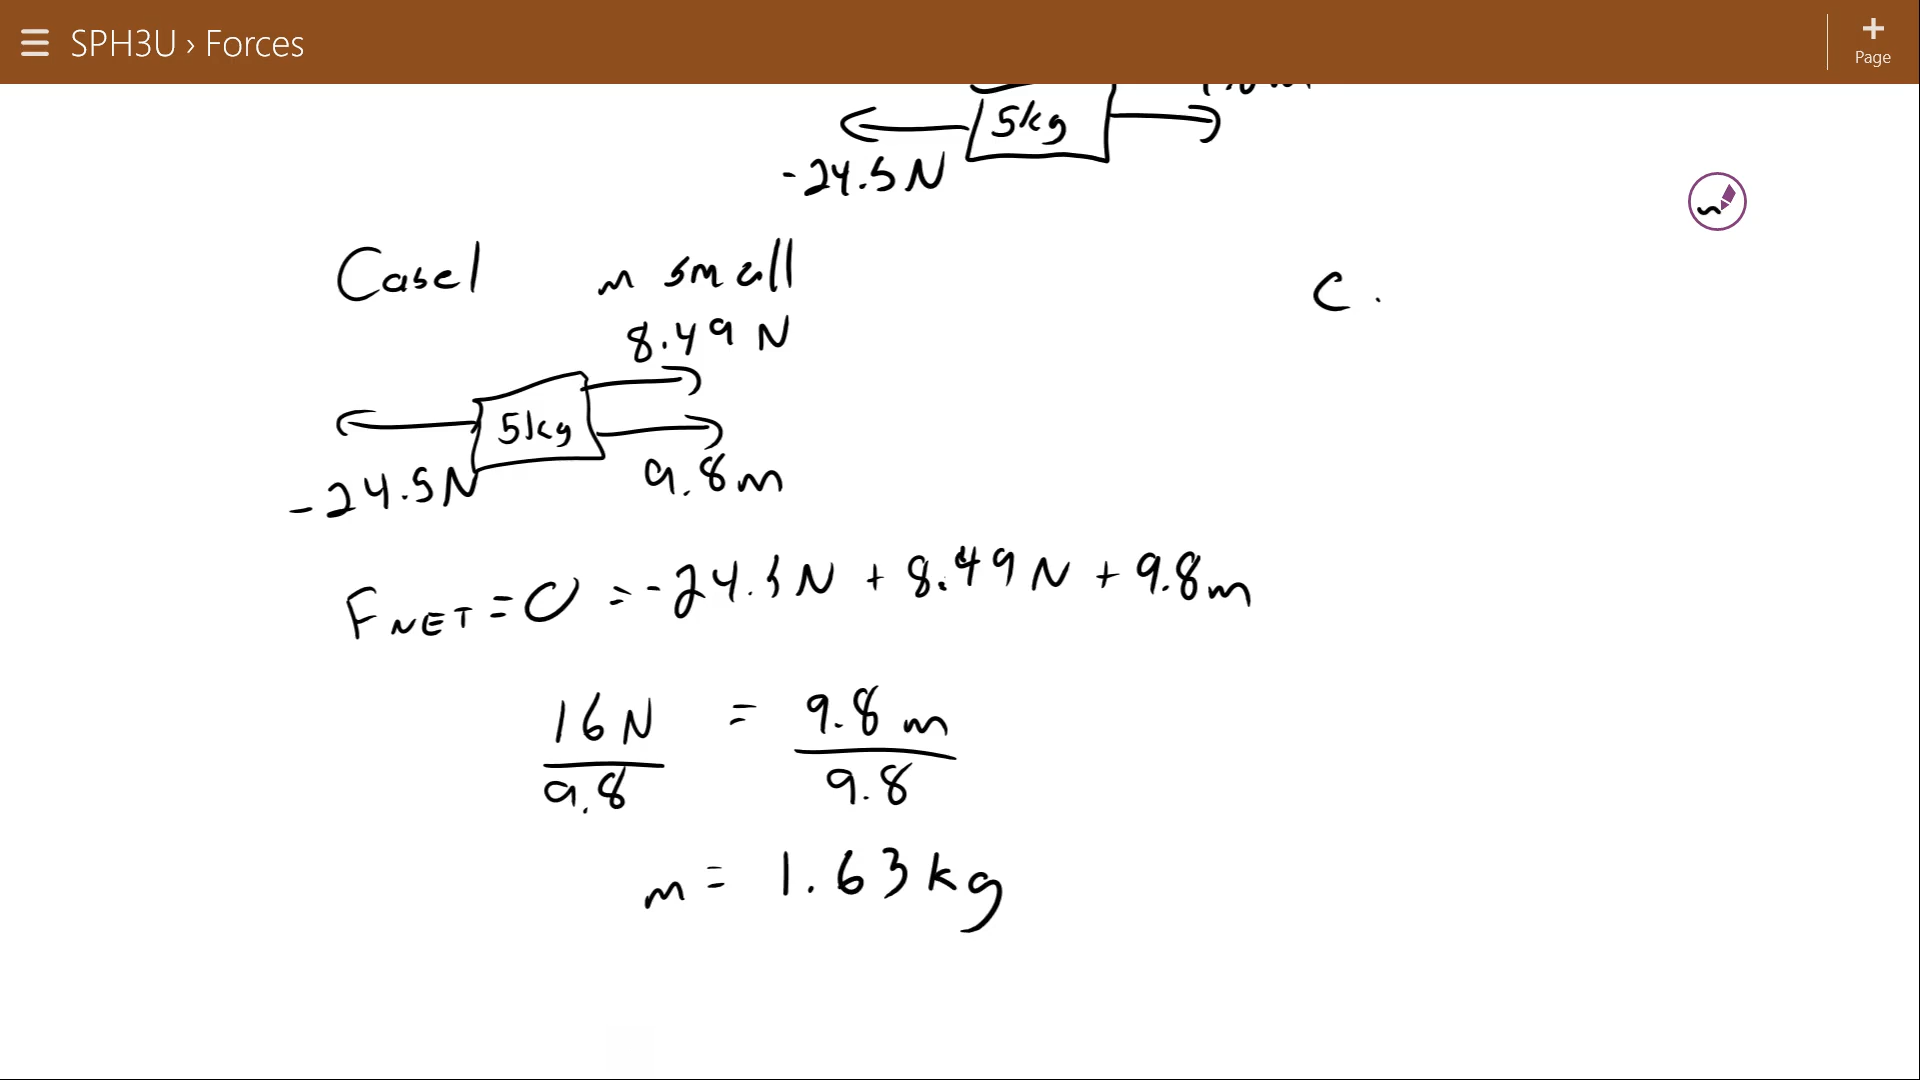 SPH3U › Forces
+
Page
5kg
-24.5N
Case1 m small
C
8.49 N
5kg
-24.5N
9.8m
FNET = 0 = -24.5N + 8.49N + 9.8m
16N = 9.8 m
9.8 9.8
m = 1.63kg